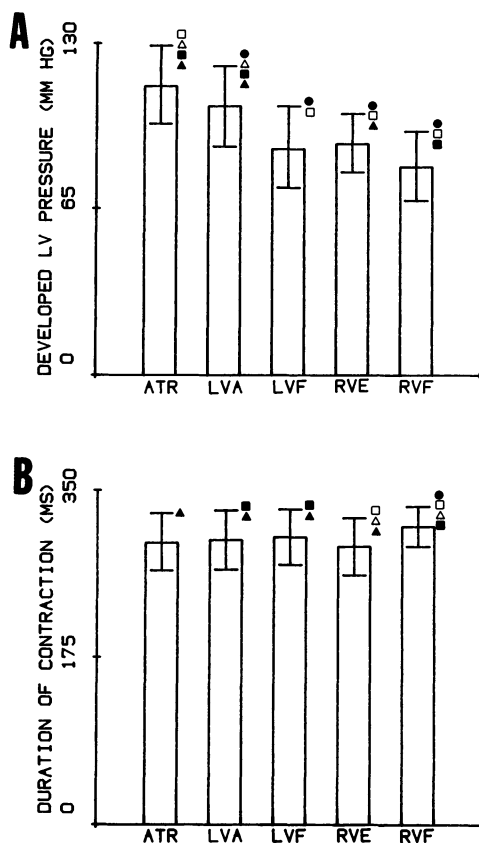 A
DEVELOPED LV PRESSURE (MM HG)
130
65
0
ATR LVA LVF RVE RVF
B
DURATION OF CONTRACTION (MS)
350
175
0
ATR LVA LVF RVE RVF